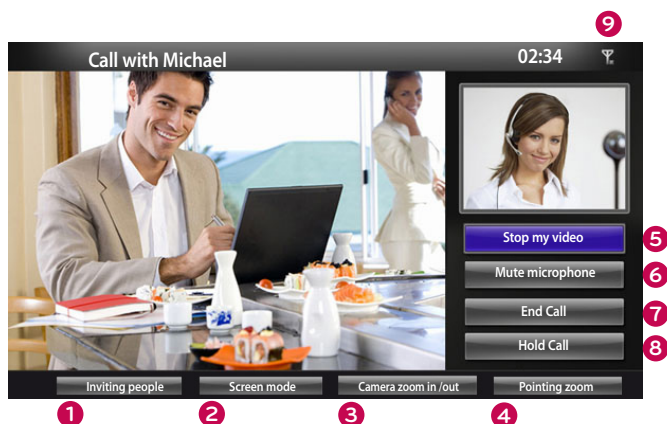 9
Call with Michael 02:34
Stop my video 5
Mute microphone 6
End Call 7
Hold Call 8
Inviting people Screen mode Camera zoom in /out Pointing zoom
1 2 3 4